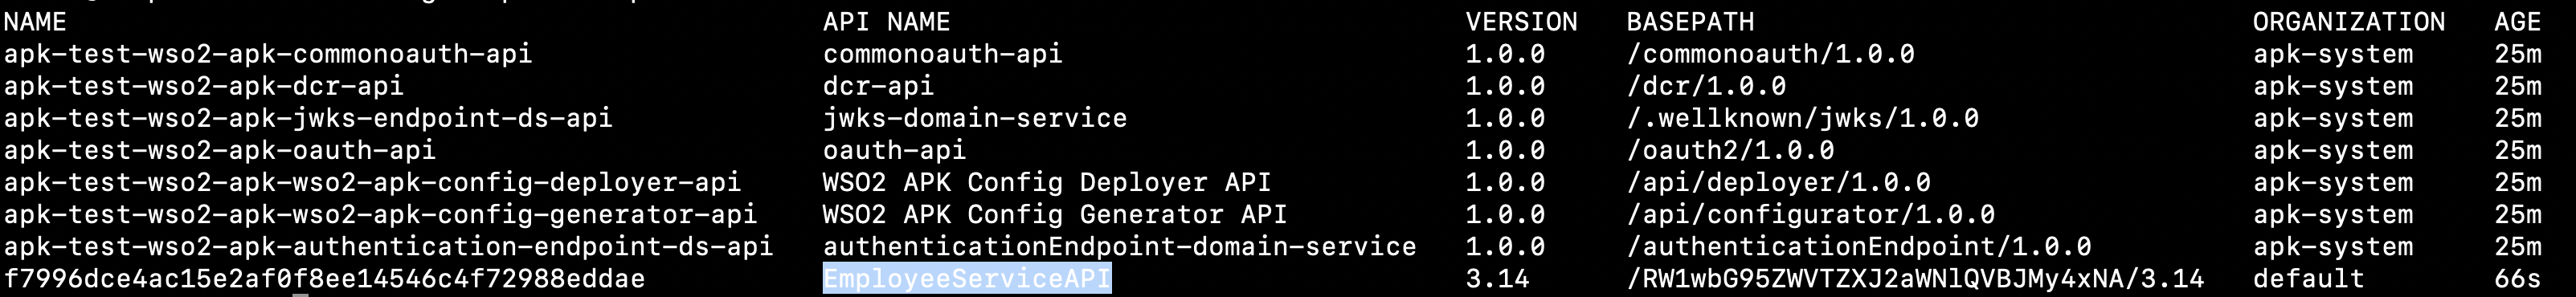 NAME API NAME VERSION BASEPATH ORGANIZATION AGE
apk-test-wso2-apk-commonoauth-api commonoauth-api 1.0.0 /commonoauth/1.0.0 apk-system 25m
apk-test-wso2-apk-dcr-api dcr-api 1.0.0 /dcr/1.0.0 apk-system 25m
apk-test-wso2-apk-jwks-endpoint-ds-api jwks-domain-service 1.0.0 /.wellknown/jwks/1.0.0 apk-system 25m
apk-test-wso2-apk-oauth-api oauth-api 1.0.0 /oauth2/1.0.0 apk-system 25m
apk-test-wso2-apk-wso2-apk-config-deployer-api WSO2 APK Config Deployer API 1.0.0 /api/deployer/1.0.0 apk-system 25m
apk-test-wso2-apk-wso2-apk-config-generator-api WSO2 APK Config Generator API 1.0.0 /api/configurator/1.0.0 apk-system 25m
apk-test-wso2-apk-authentication-endpoint-ds-api authenticationEndpoint-domain-service 1.0.0 /authenticationEndpoint/1.0.0 apk-system 25m
f7996dce4ac15e2af0f8ee14546c4f72988eddae EmployeeServiceAPI 3.14 /RW1wbG95ZWVTZXJ2aWNlQVBJMy4xNA/3.14 default 66s